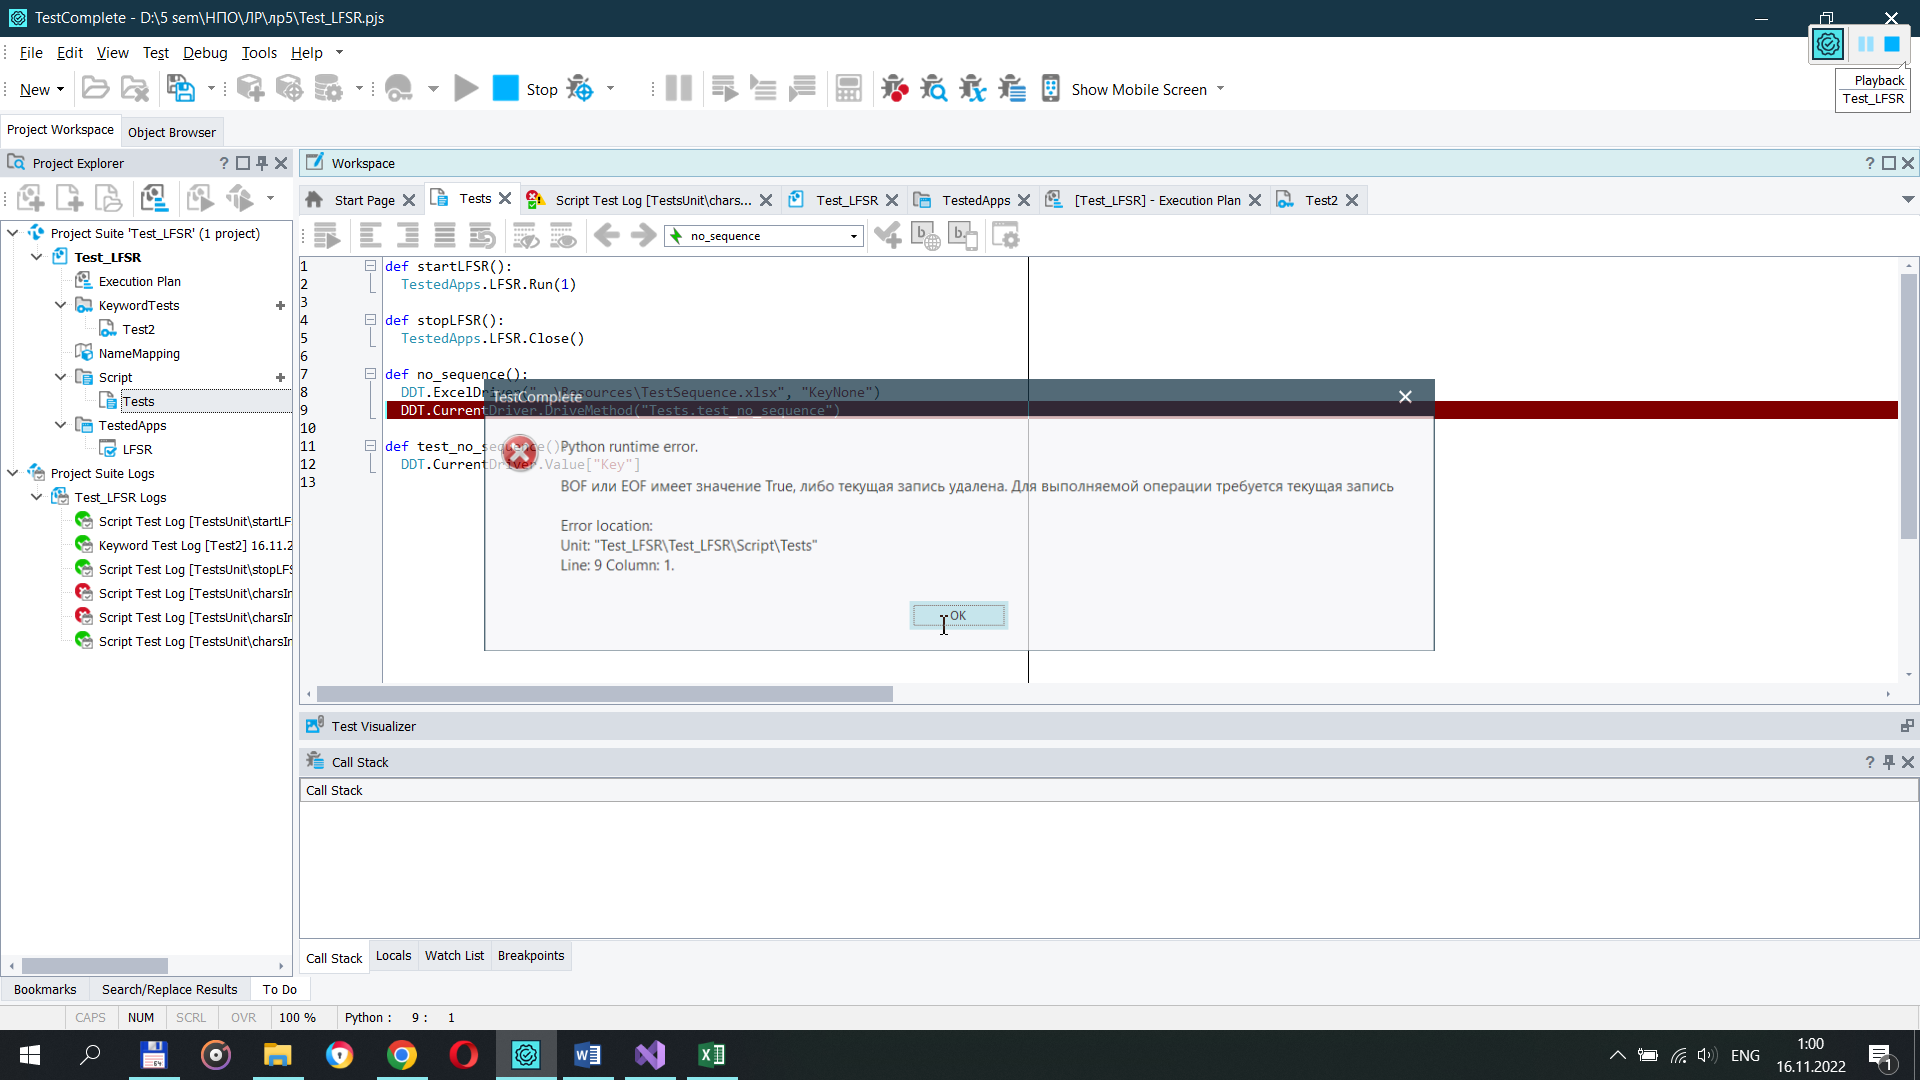 TestComplete - D:\5 sem\НПО\ЛР\лр5\Test_LFSR.pjs
File Edit View Test Debug Tools Help
New Stop Show Mobile Screen
Playback
Test_LFSR
Project Workspace Object Browser
Project Explorer
Workspace
Start Page Tests Script Test Log [TestsUnit\chars... Test_LFSR TestedApps [Test_LFSR] - Execution Plan Test2
no_sequence
Project Suite 'Test_LFSR' (1 project)
Test_LFSR
Execution Plan
KeywordTests
Test2
NameMapping
Script
Tests
TestedApps
LFSR
Project Suite Logs
Test_LFSR Logs
Script Test Log [TestsUnit\startLF
Keyword Test Log [Test2] 16.11.2
Script Test Log [TestsUnit\stopLFS
Script Test Log [TestsUnit\charsIn
Script Test Log [TestsUnit\charsIn
Script Test Log [TestsUnit\charsIn
1 def startLFSR():
2 TestedApps.LFSR.Run(1)
3
4 def stopLFSR():
5 TestedApps.LFSR.Close()
6
7 def no_sequence():
8 DDT.ExcelDriver("..\Resources\TestSequence.xlsx", "KeyNone")
9 DDT.CurrentDriver.DriveMethod("Tests.test_no_sequence")
10
11 def test_no_sequence():
12 DDT.CurrentDriver.Value["Key"]
13
TestComplete
Python runtime error.
BOF или EOF имеет значение True, либо текущая запись удалена. Для выполняемой операции требуется текущая запись
Error location:
Unit: "Test_LFSR\Test_LFSR\Script\Tests"
Line: 9 Column: 1.
OK
Test Visualizer
Call Stack
Call Stack
Call Stack Locals Watch List Breakpoints
Bookmarks Search/Replace Results To Do
CAPS NUM SCRL OVR 100 % Python : 9 : 1
ENG
1:00
16.11.2022
1